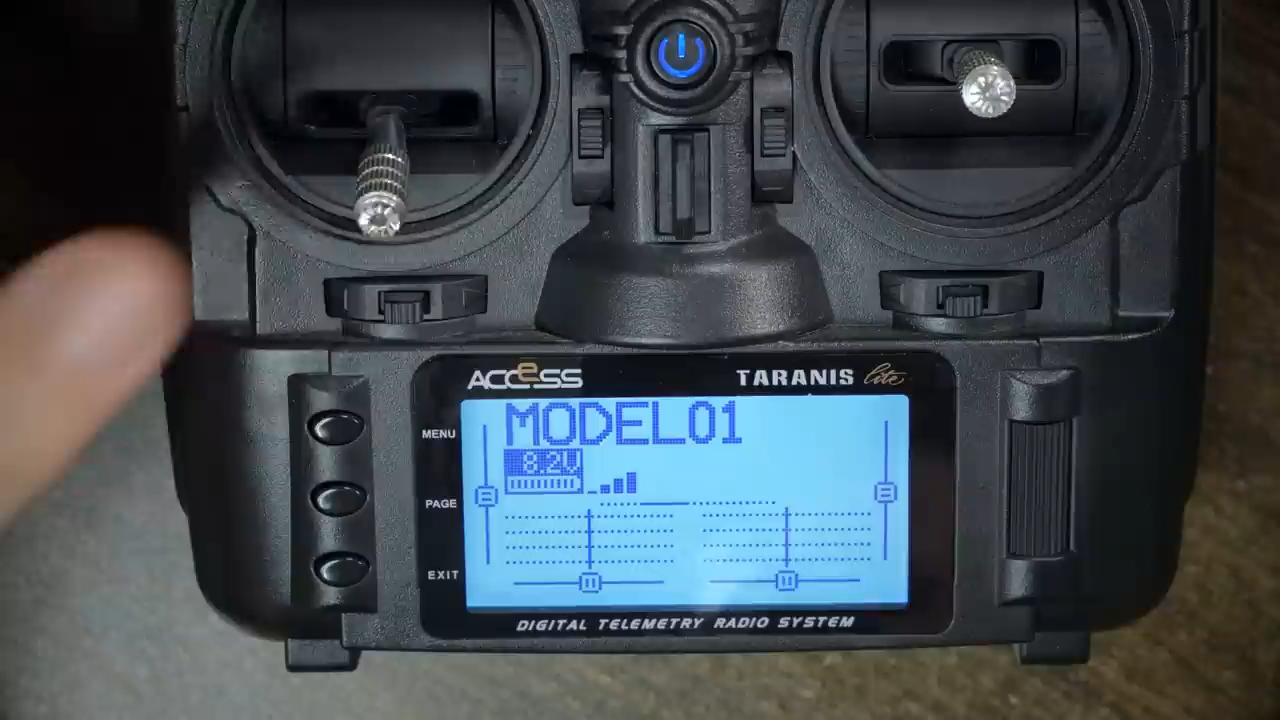 ACCeSS TARANIS lite
MODEL01
MENU
8.2V
PAGE
EXIT
DIGITAL TELEMETRY RADIO SYSTEM